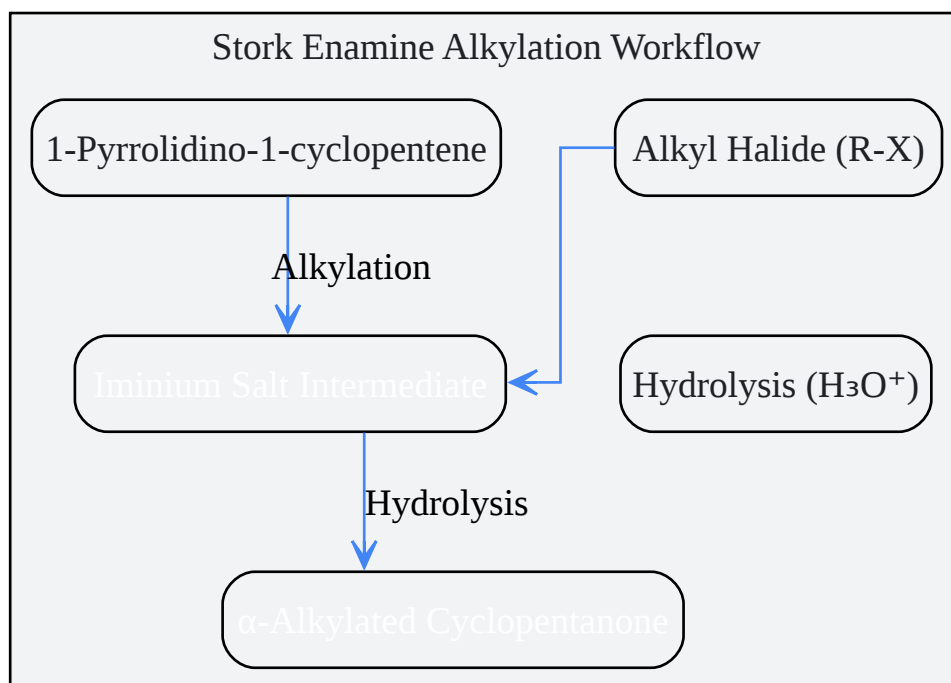 Stork Enamine Alkylation Workflow
1-Pyrrolidino-1-cyclopentene
Alkyl Halide (R-X)
Alkylation
Iminium Salt Intermediate
Hydrolysis (H₃O⁺)
Hydrolysis
α-Alkylated Cyclopentanone